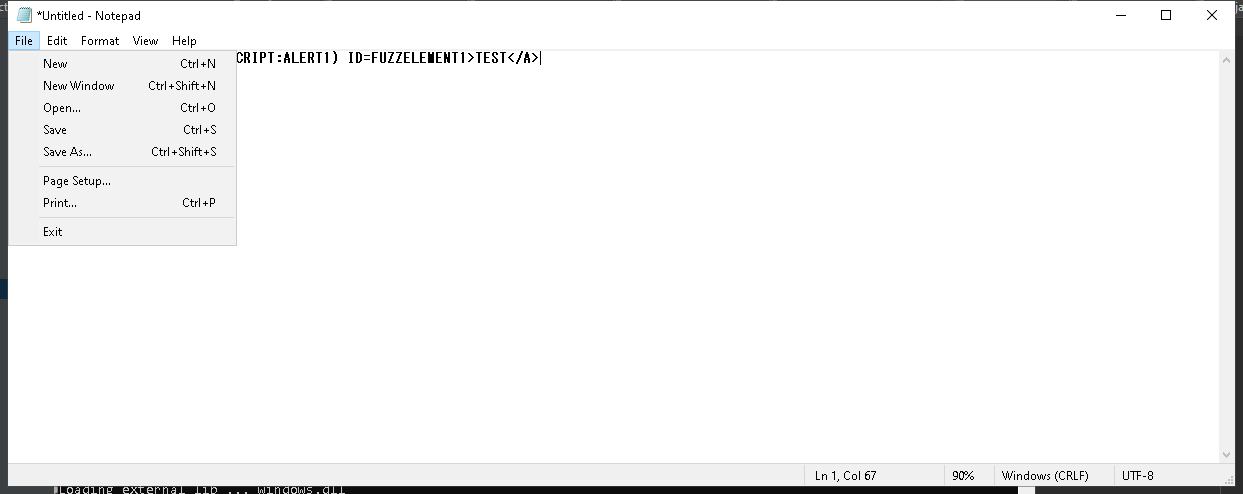 *Untitled - Notepad
File Edit Format View Help
CRIPT:ALERT1) ID=FUZZELEMENT1>TEST</A>
New Ctrl+N
New Window Ctrl+Shift+N
Open... Ctrl+O
Save Ctrl+S
Save As... Ctrl+Shift+S
Page Setup...
Print... Ctrl+P
Exit
Ln 1, Col 67 90% Windows (CRLF) UTF-8
Loading external lib ... windows.dll